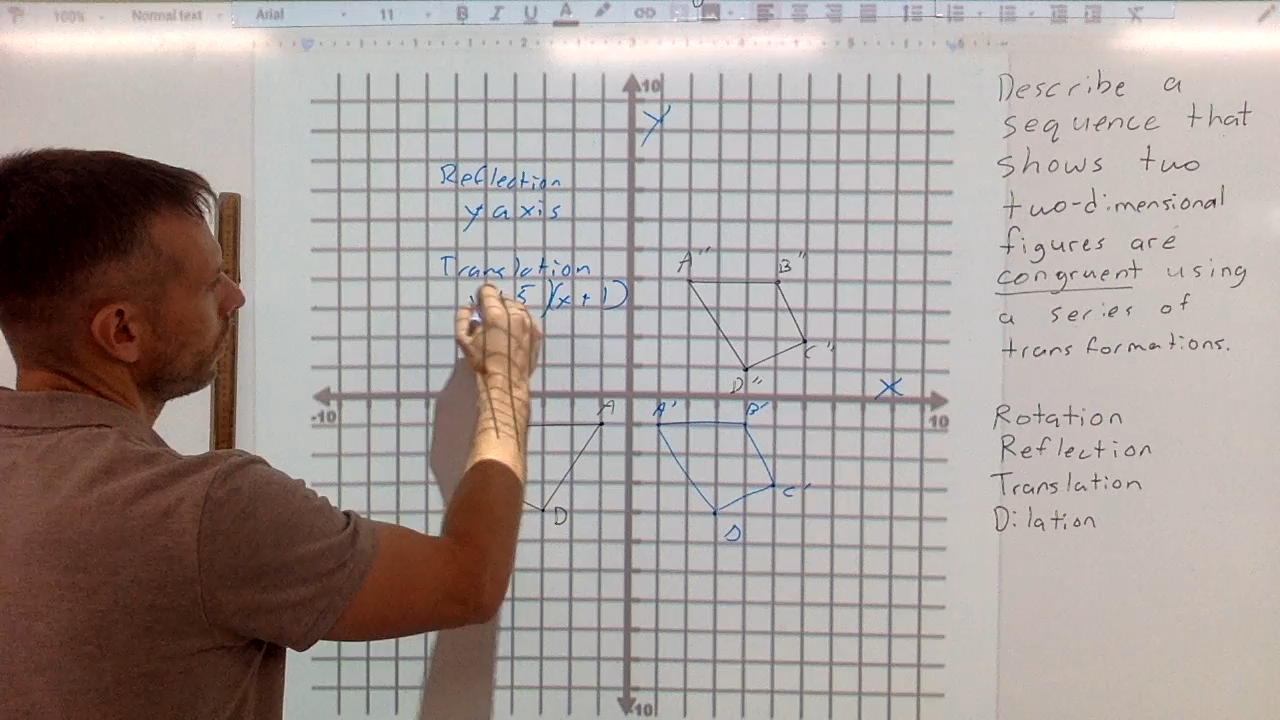 100%
Normal text
Arial
11
B I U A
10
y
Reflection
y axis
Translation
5 )(x + 1)
A" B"
C"
D"
x
-10
10
A A' B'
C'
D
D
-10
Describe a
sequence that
shows two
two-dimensional
figures are
congruent using
a series of
transformations.
Rotation
Reflection
Translation
Dilation